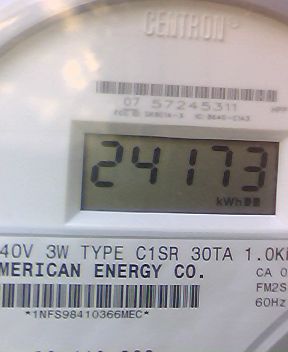 CENTRON®
07 57245311
24173
kWh
40V 3W TYPE C1SR 30TA 1.0K
MERICAN ENERGY CO.
CA 0
FM2S
60Hz
*1NFS98410366MEC*